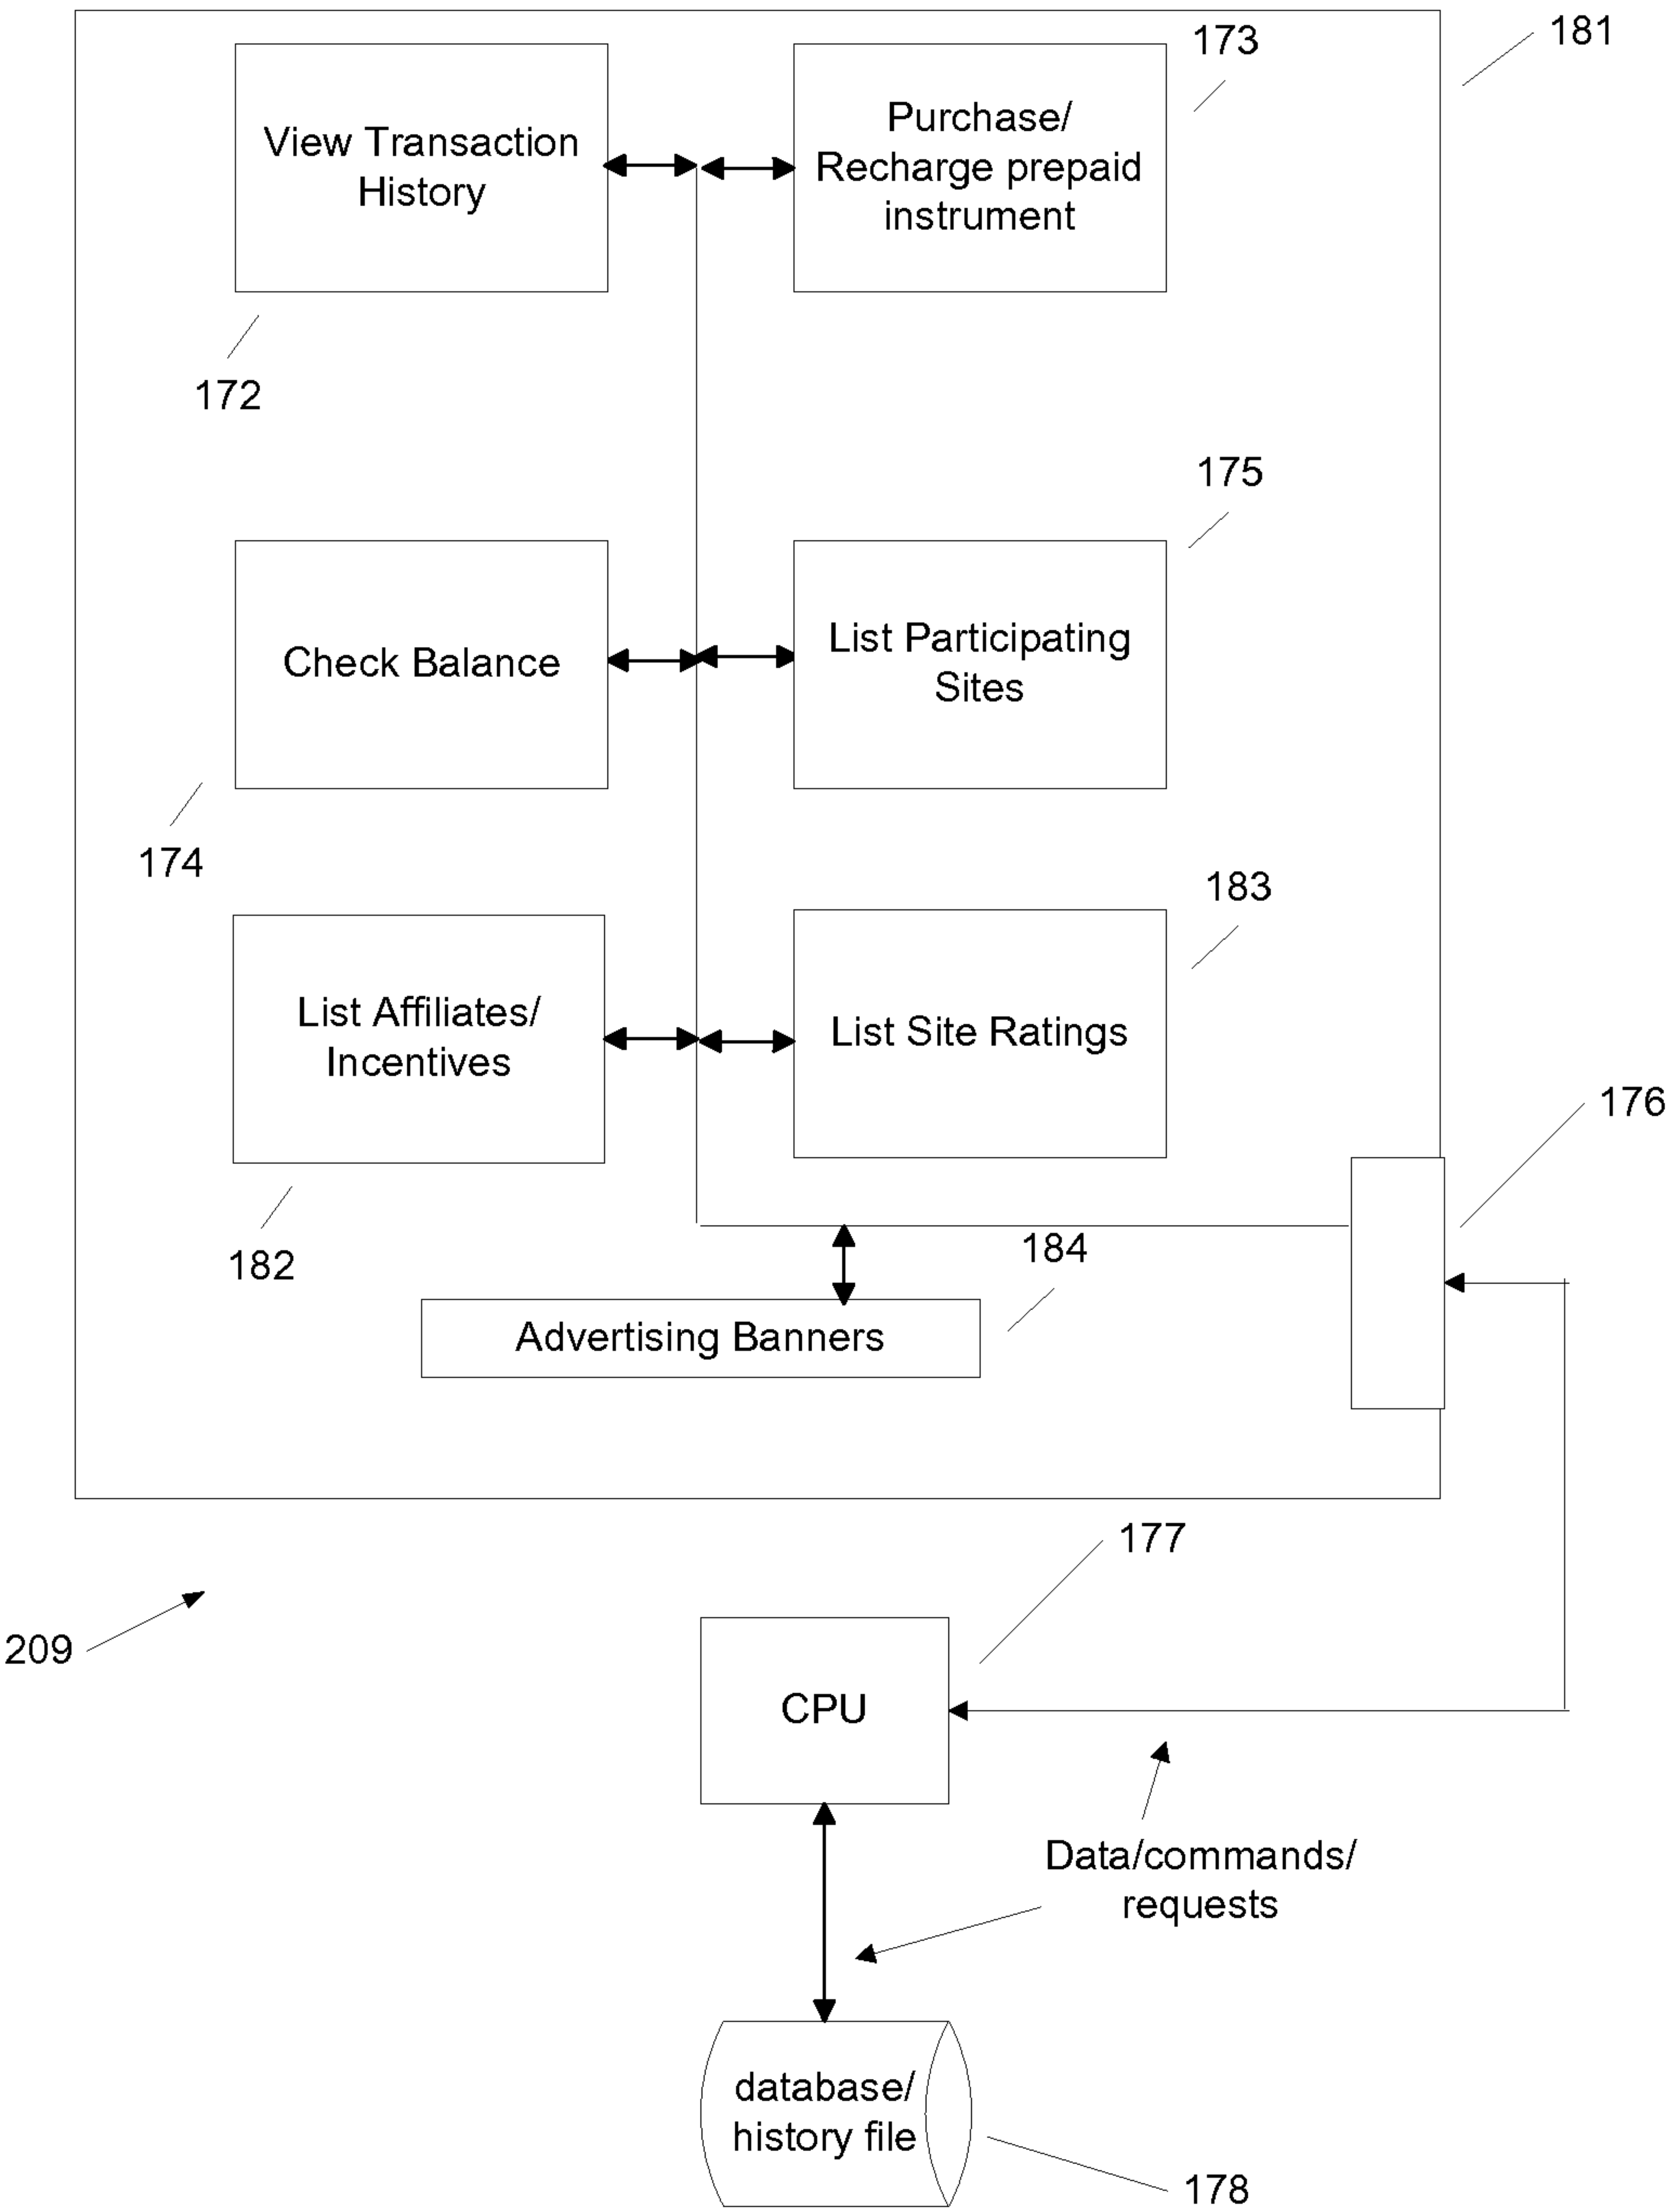 173
181
View Transaction
History
Purchase/
Recharge prepaid
instrument
172
175
Check Balance
List Participating
Sites
174
183
List Affiliates/
Incentives
List Site Ratings
176
182
184
Advertising Banners
177
209
CPU
Data/commands/
requests
database/
history file
178